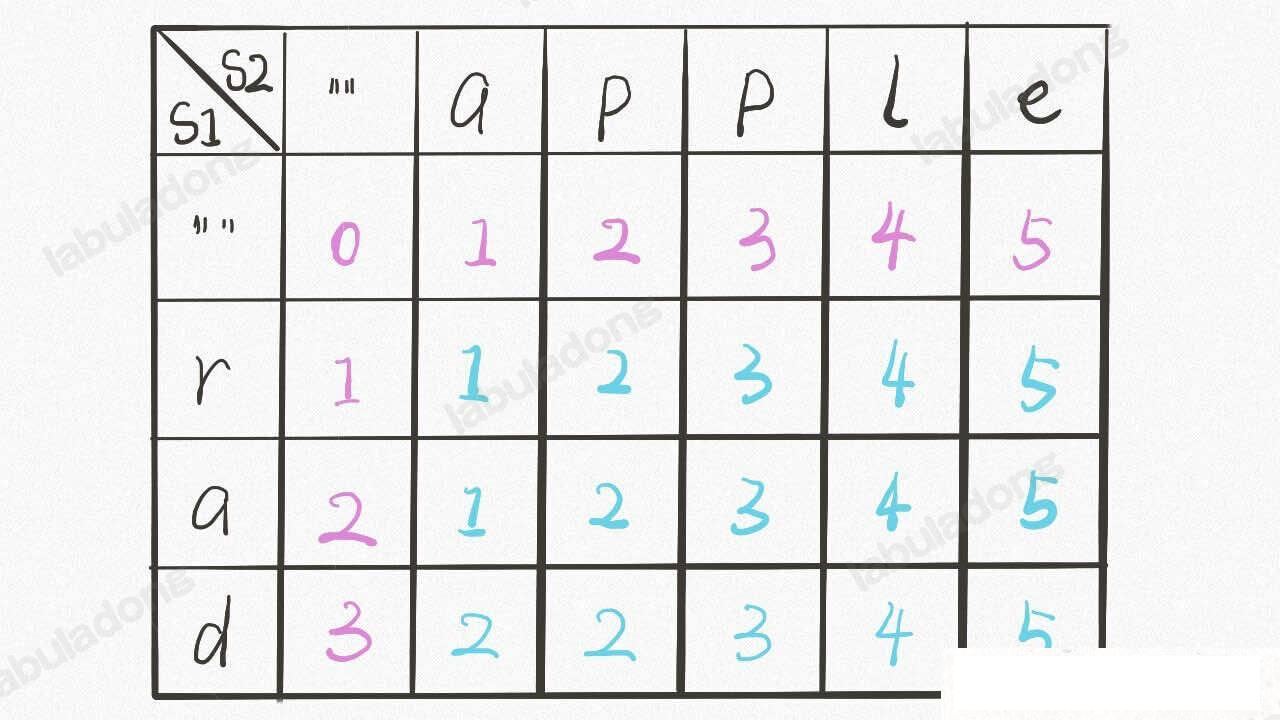 S2
S1 "" a p p l e
"" 0 1 2 3 4 5
r 1 1 2 3 4 5
a 2 1 2 3 4 5
d 3 2 2 3 4 5
labuladong
labuladong
labuladong
labuladong
labuladong